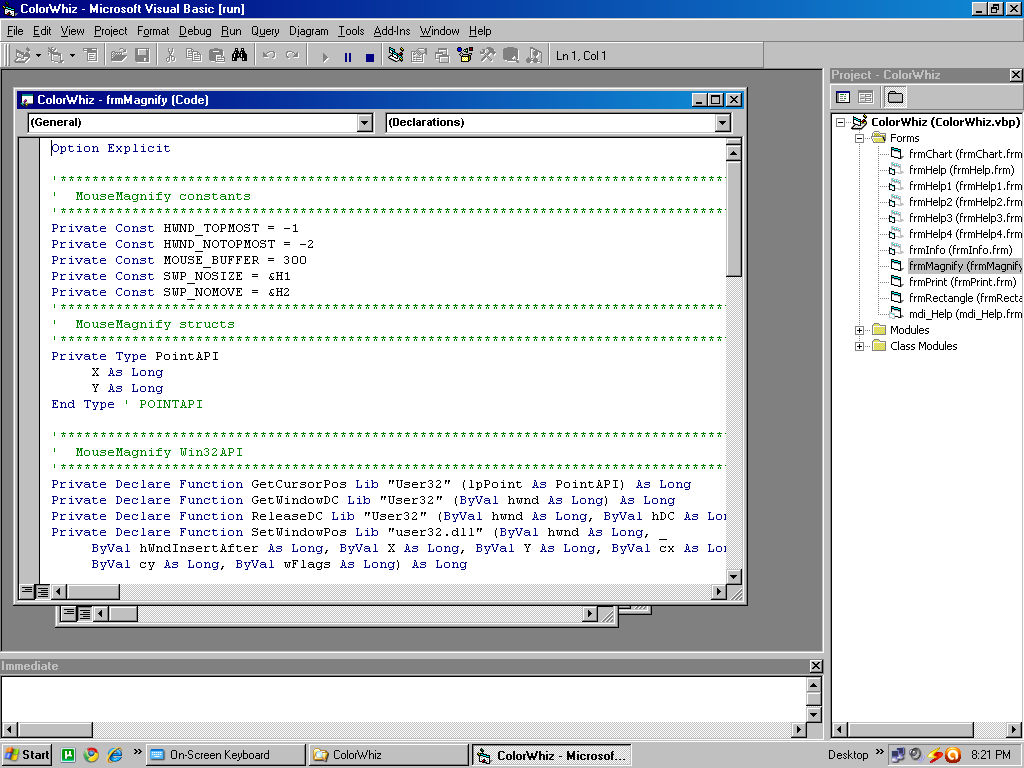 ColorWhiz - Microsoft Visual Basic [run]
File Edit View Project Format Debug Run Query Diagram Tools Add-Ins Window Help
Ln 1, Col 1
Project - ColorWhiz
ColorWhiz - frmMagnify (Code)
(General) (Declarations)
Option Explicit
'***********************************************************************************
'  MouseMagnify constants
'***********************************************************************************
Private Const HWND_TOPMOST = -1
Private Const HWND_NOTOPMOST = -2
Private Const MOUSE_BUFFER = 300
Private Const SWP_NOSIZE = &H1
Private Const SWP_NOMOVE = &H2
'***********************************************************************************
'  MouseMagnify structs
'***********************************************************************************
Private Type PointAPI
     X As Long
     Y As Long
End Type ' POINTAPI
'***********************************************************************************
'  MouseMagnify Win32API
'***********************************************************************************
Private Declare Function GetCursorPos Lib "User32" (lpPoint As PointAPI) As Long
Private Declare Function GetWindowDC Lib "User32" (ByVal hwnd As Long) As Long
Private Declare Function ReleaseDC Lib "User32" (ByVal hwnd As Long, ByVal hDC As Lon
Private Declare Function SetWindowPos Lib "user32.dll" (ByVal hwnd As Long, _
     ByVal hWndInsertAfter As Long, ByVal X As Long, ByVal Y As Long, ByVal cx As Lon
     ByVal cy As Long, ByVal wFlags As Long) As Long
ColorWhiz (ColorWhiz.vbp)
Forms
frmChart (frmChart.frm
frmHelp (frmHelp.frm)
frmHelp1 (frmHelp1.frm
frmHelp2 (frmHelp2.frm
frmHelp3 (frmHelp3.frm
frmHelp4 (frmHelp4.frm
frmInfo (frmInfo.frm)
frmMagnify (frmMagnify
frmPrint (frmPrint.frm)
frmRectangle (frmRecta
mdi_Help (mdi_Help.frm
Modules
Class Modules
Immediate
Start On-Screen Keyboard ColorWhiz ColorWhiz - Microsof... Desktop 8:21 PM